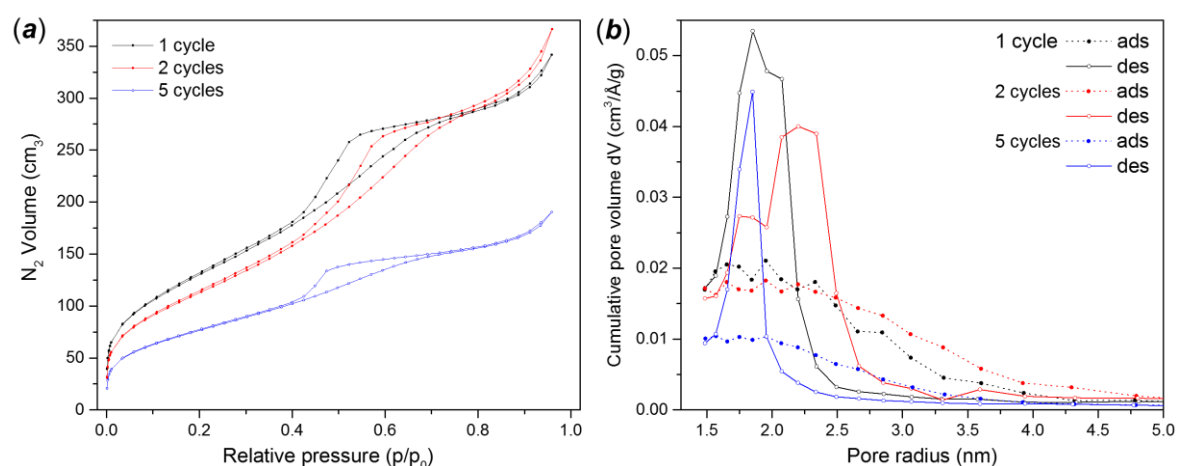 (a)
1 cycle
2 cycles
5 cycles
N2 Volume (cm3)
350
300
250
200
150
100
50
0
0.0 0.2 0.4 0.6 0.8 1.0
Relative pressure (p/p0)
(b)
1 cycle ads
des
2 cycles ads
des
5 cycles ads
des
Cumulative pore volume dV (cm³/Å/g)
0.05
0.04
0.03
0.02
0.01
0.00
1.5 2.0 2.5 3.0 3.5 4.0 4.5 5.0
Pore radius (nm)